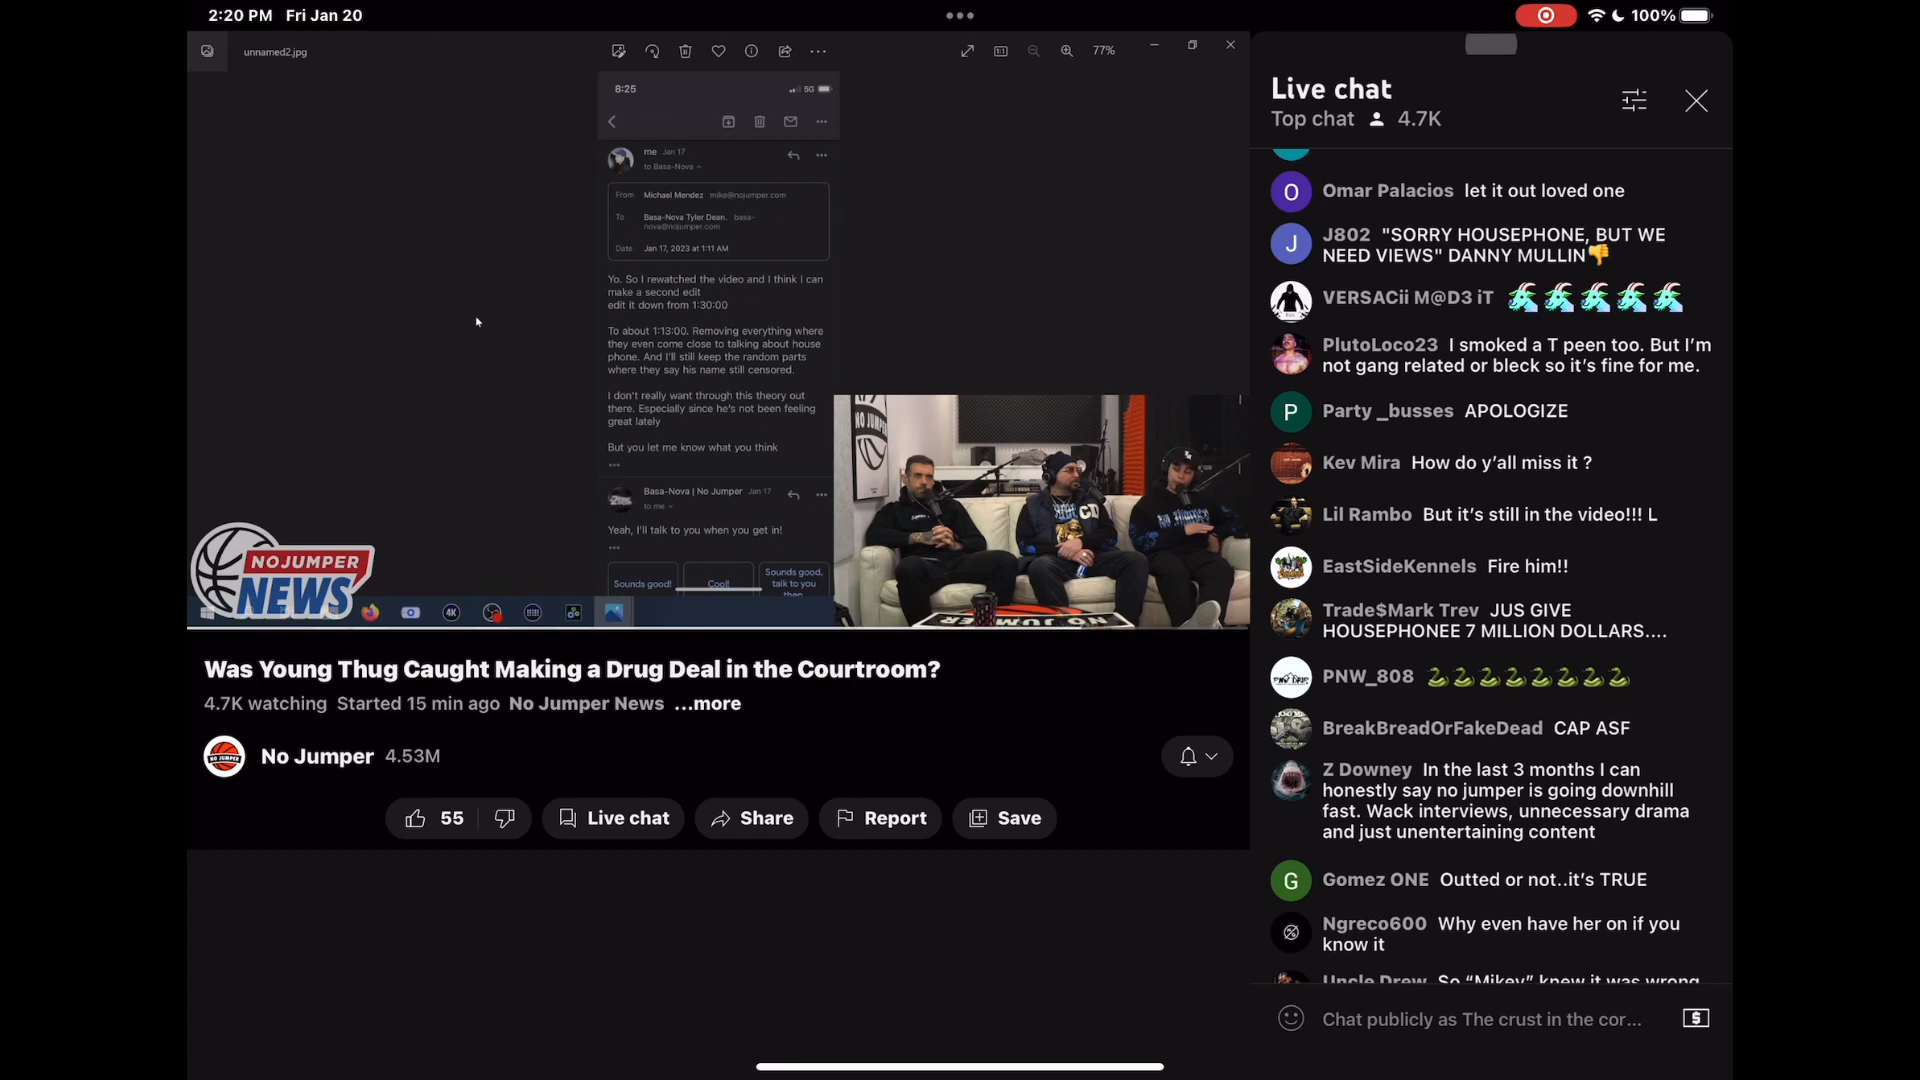 2:20 PM Fri Jan 20
100%
unnamed2.jpg
77%
8:25
5G
me Jan 17
to Basa-Nova
From Michael Mendez mike@nojumper.com
To Basa-Nova Tyler Dean. basa-
nova@nojumper.com
Date Jan 17, 2023 at 1:11 AM
Yo. So I rewatched the video and I think I can
make a second edit
edit it down from 1:30:00
To about 1:13:00. Removing everything where
they even come close to talking about house
phone. And I'll still keep the random parts
where they say his name still censored.
I don't really want through this theory out
there. Especially since he's not been feeling
great lately
But you let me know what you think
Basa-Nova | No Jumper Jan 17
to me
Yeah, I'll talk to you when you get in!
Sounds good!
Cool!
Sounds good,
talk to you
then
NO JUMPER
NOJUMPER
NEWS
4K
NO JUMPER
Was Young Thug Caught Making a Drug Deal in the Courtroom?
4.7K watching Started 15 min ago No Jumper News ...more
No Jumper 4.53M
55
Live chat
Share
Report
Save
Live chat
Top chat 4.7K
O Omar Palacios let it out loved one
J J802 "SORRY HOUSEPHONE, BUT WE
NEED VIEWS" DANNY MULLIN👎
VERSACii M@D3 iT
PlutoLoco23 I smoked a T peen too. But I'm
not gang related or bleck so it's fine for me.
P Party _busses APOLOGIZE
Kev Mira How do y'all miss it ?
Lil Rambo But it's still in the video!!! L
EastSideKennels Fire him!!
Trade$Mark Trev JUS GIVE
HOUSEPHONEE 7 MILLION DOLLARS....
PNW_808 🐍🐍🐍🐍🐍🐍🐍🐍
BreakBreadOrFakeDead CAP ASF
Z Downey In the last 3 months I can
honestly say no jumper is going downhill
fast. Wack interviews, unnecessary drama
and just unentertaining content
G Gomez ONE Outted or not..it's TRUE
Ngreco600 Why even have her on if you
know it
Uncle Drew So "Mikey" knew it was wrong
Chat publicly as The crust in the cor...